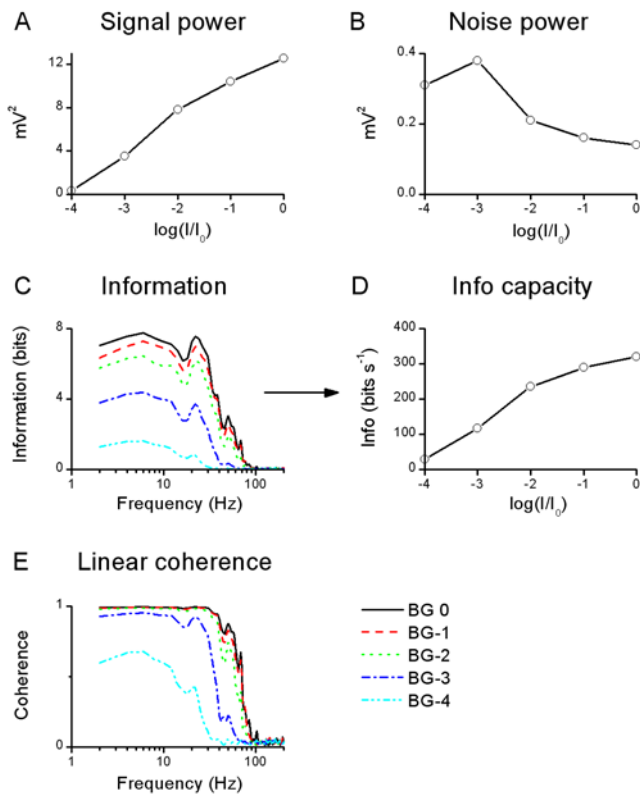 A Signal power
12
8
4
0
mV²
-4 -3 -2 -1 0
log(I/I₀)
B Noise power
0.4
0.2
0.0
mV²
-4 -3 -2 -1 0
log(I/I₀)
C Information
8
4
0
Information (bits)
1 10 100
Frequency (Hz)
D Info capacity
400
300
200
100
0
Info (bits s⁻¹)
-4 -3 -2 -1 0
log(I/I₀)
E Linear coherence
1
1
Coherence
1 10 100
Frequency (Hz)
BG 0
BG-1
BG-2
BG-3
BG-4